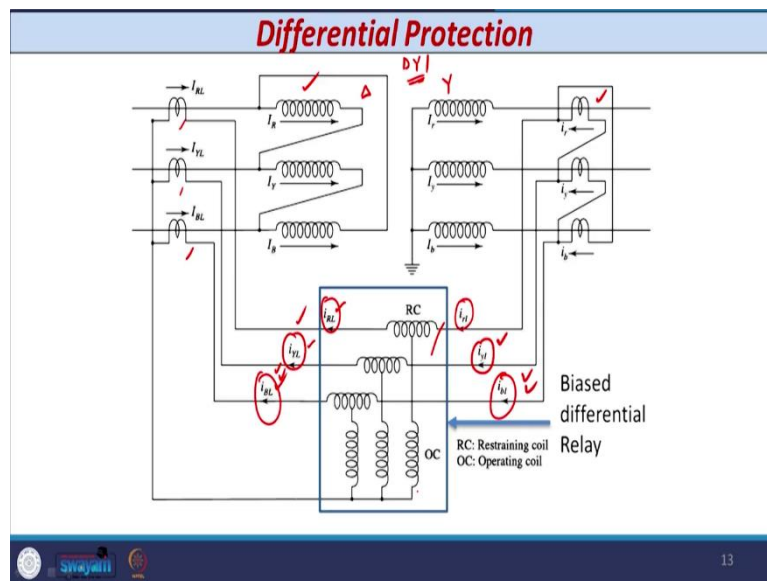 Differential Protection
DY1
I_RL
Δ
Y
I_R
I_r
i_r
I_YL
I_Y
I_y
i_y
I_BL
I_B
I_b
i_b
RC
i_RL
i_rl
i_YL
i_yl
i_BL
i_bl
OC
Biased
differential
Relay
RC: Restraining coil
OC: Operating coil
swayam
13